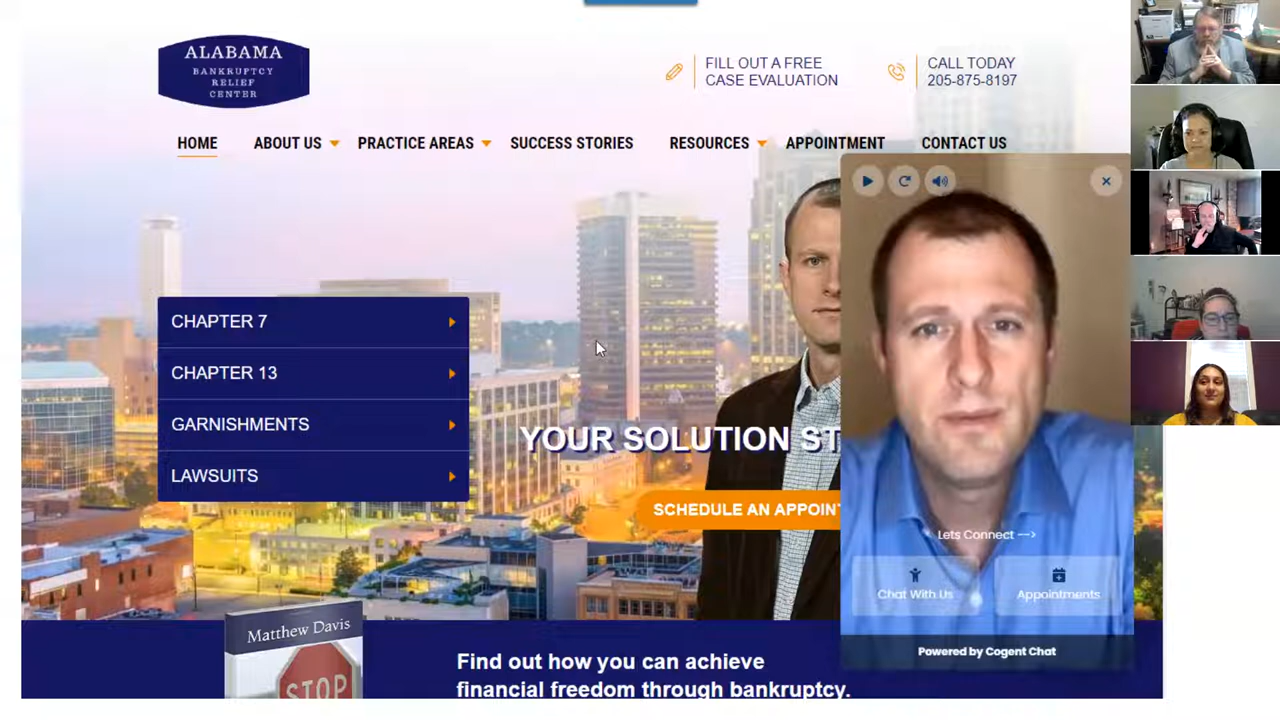 ALABAMA
BANKRUPTCY
RELIEF
CENTER
FILL OUT A FREE
CASE EVALUATION
CALL TODAY
205-875-8197
HOME
ABOUT US
PRACTICE AREAS
SUCCESS STORIES
RESOURCES
APPOINTMENT
CONTACT US
CHAPTER 7
CHAPTER 13
GARNISHMENTS
LAWSUITS
YOUR SOLUTION ST
SCHEDULE AN APPOIN
Lets Connect -->
Chat With Us
Appointments
Powered by Cogent Chat
Matthew Davis
STOP
Find out how you can achieve
financial freedom through bankruptcy.